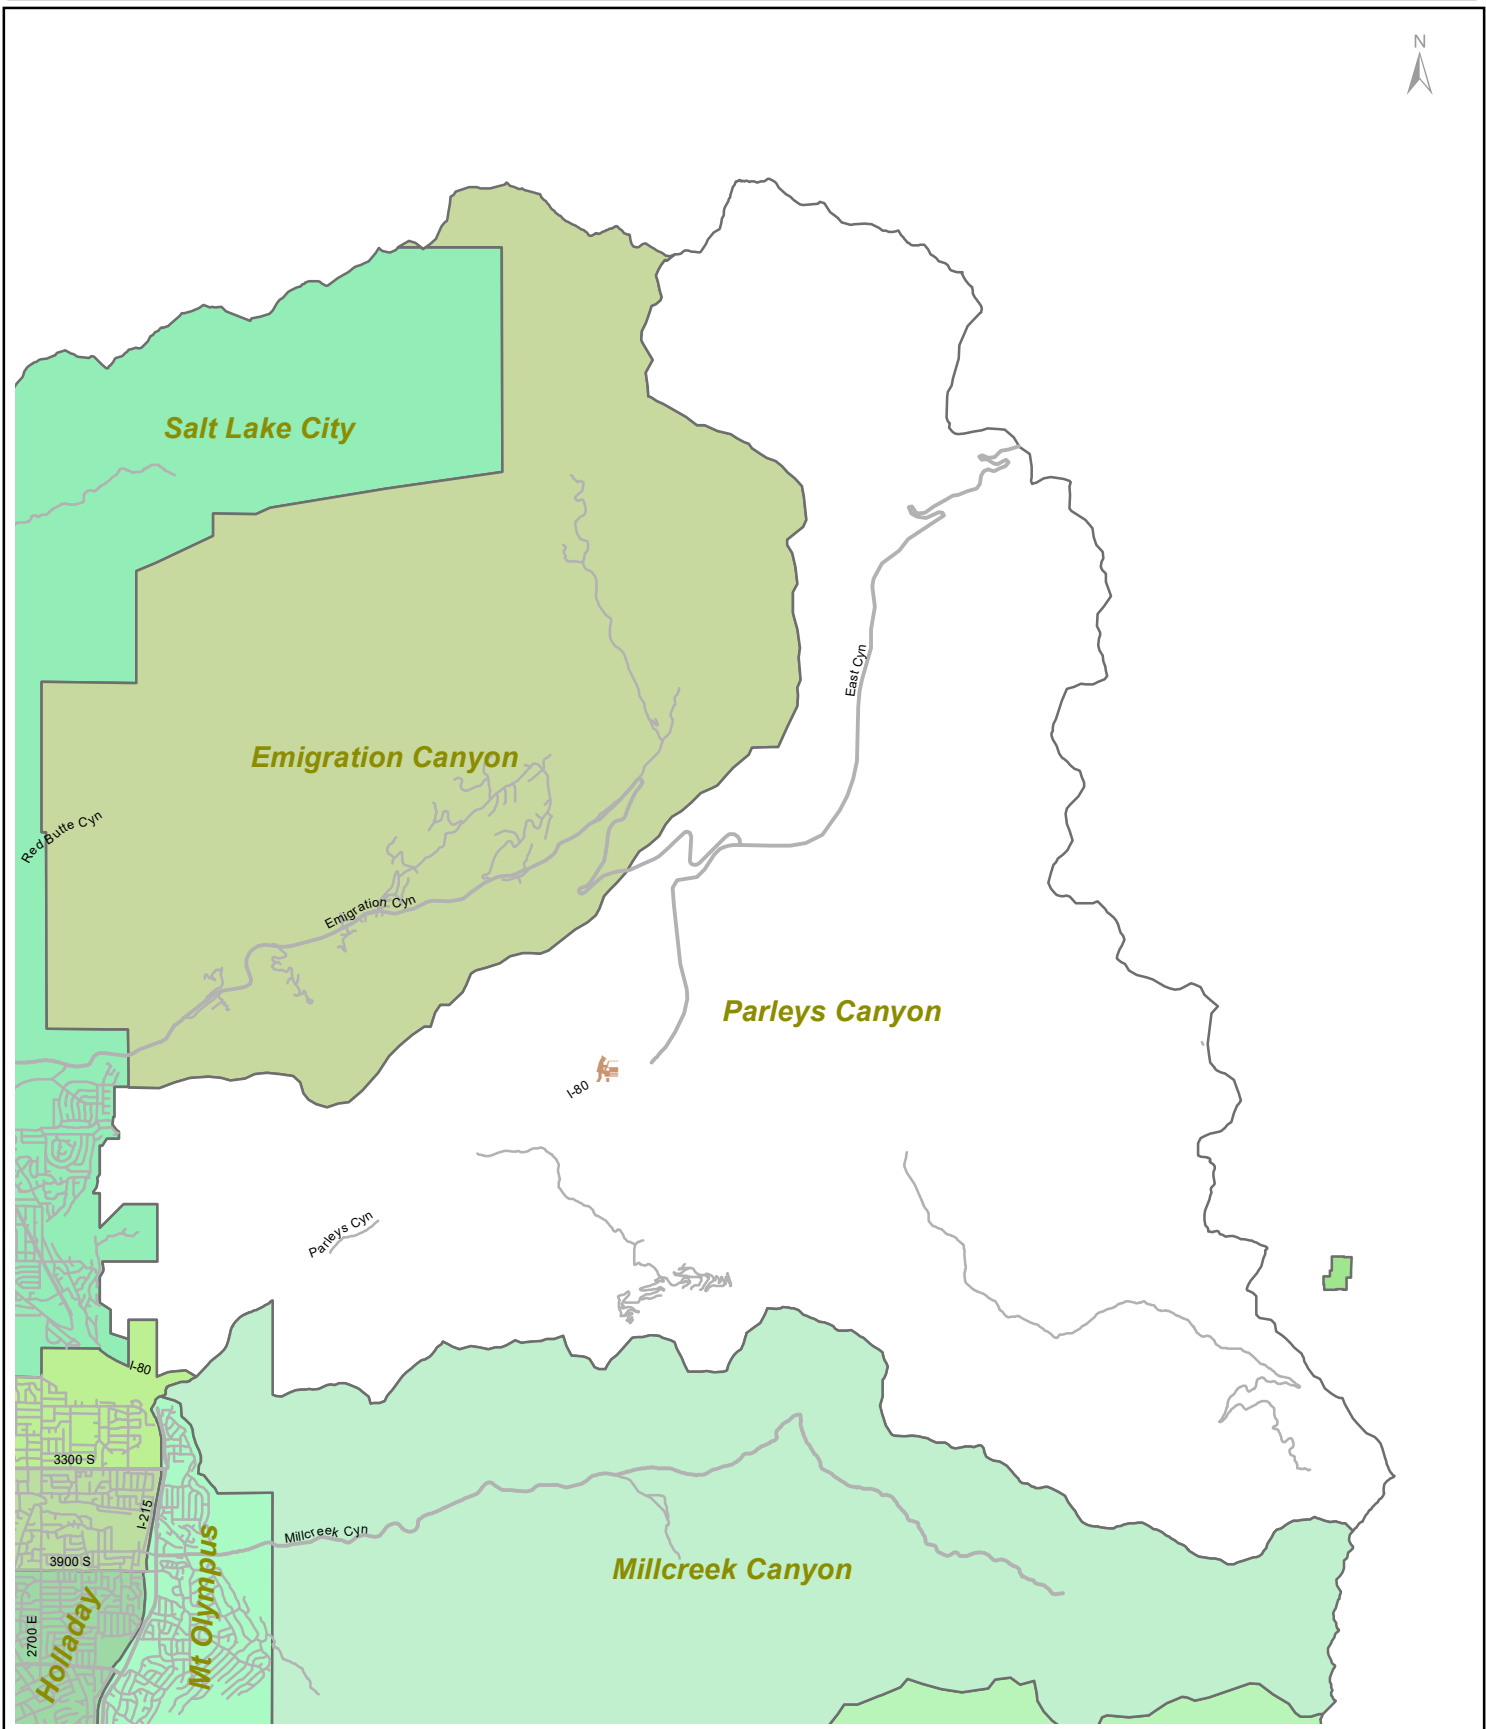 N
Salt Lake City
East Cyn
Emigration Canyon
Red Butte Cyn
Emigration Cyn
Parleys Canyon
I-80
Parleys Cyn
I-80
3300 S
I-215
Millcreek Cyn
3900 S
Millcreek Canyon
2700 E
Holladay
Mt Olympus